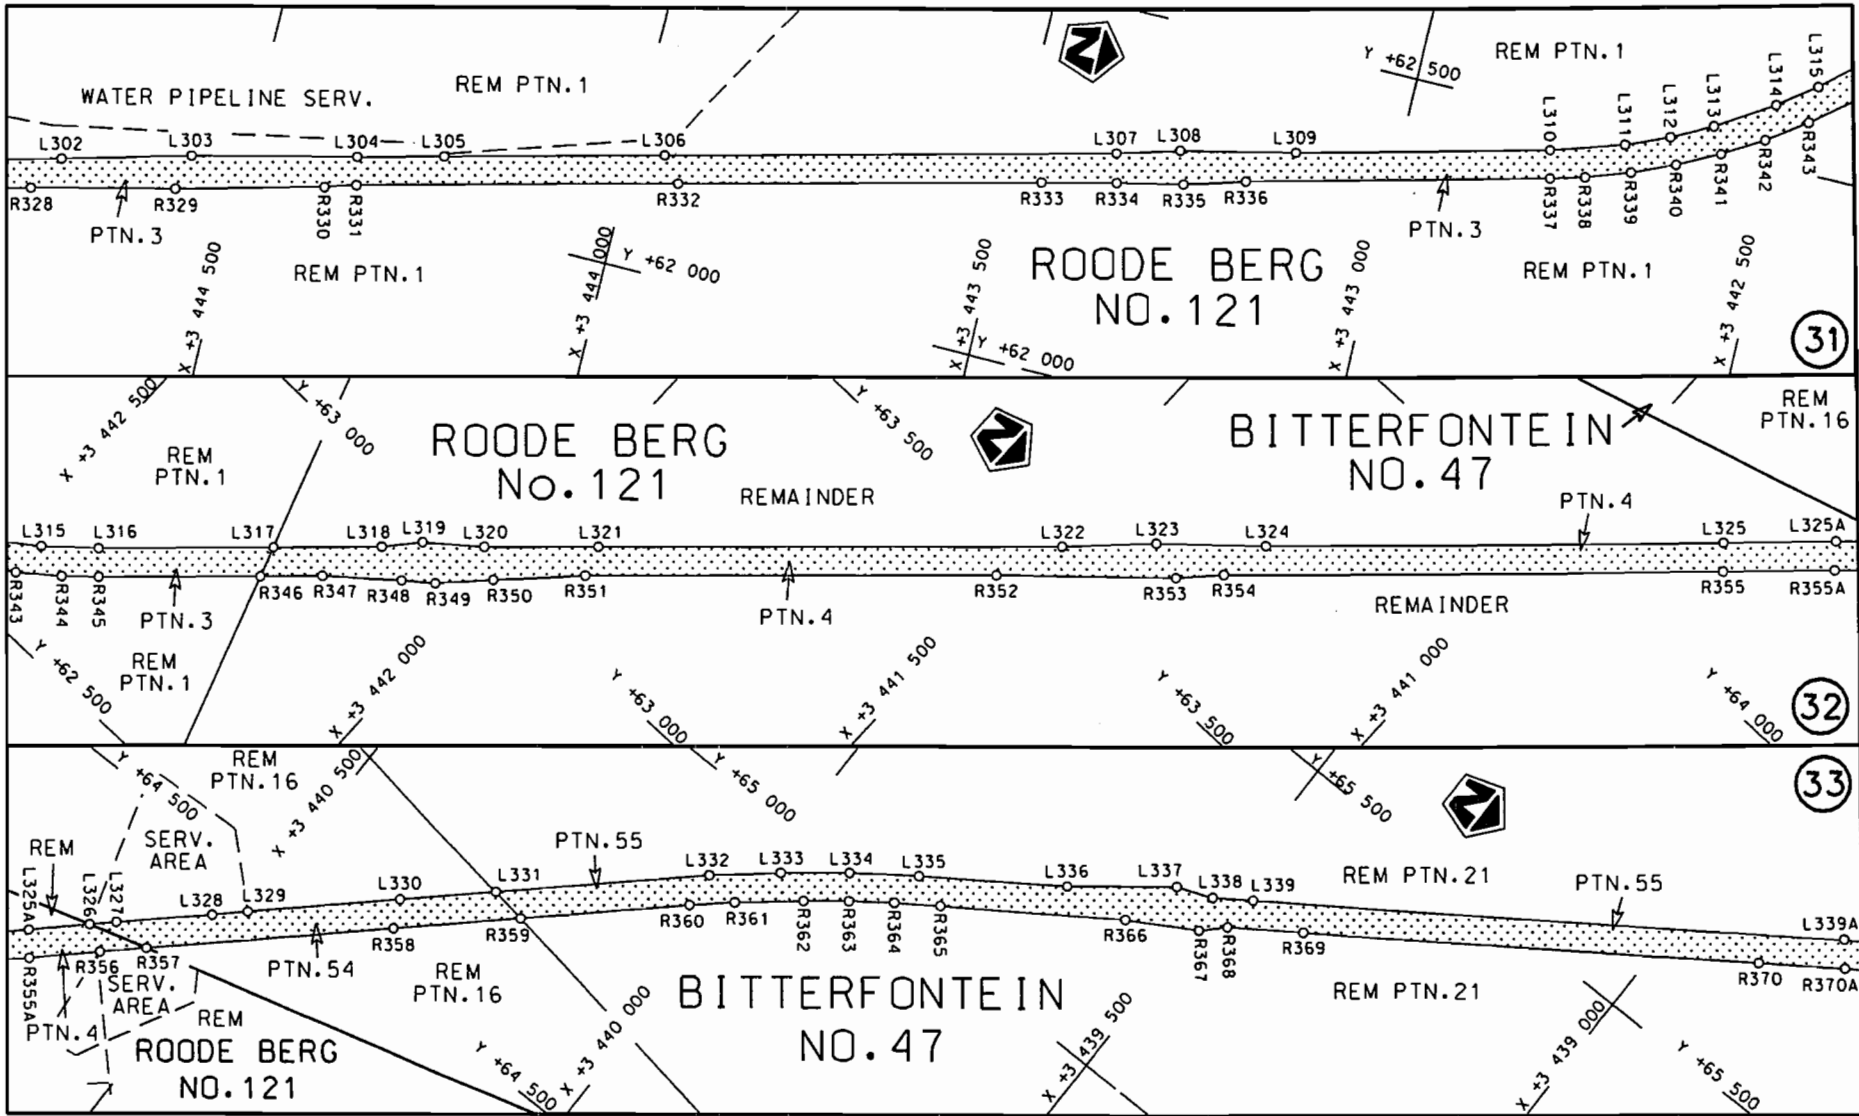 REM PTN.1
REM PTN.1
WATER PIPELINE SERV.
Y +62 500
L302
L303
L304
L305
L306
L307
L308
L309
L310
L311
L312
L313
L314
L315
R328
R329
R330
R331
R332
R333
R334
R335
R336
R337
R338
R339
R340
R341
R342
R343
PTN.3
PTN.3
REM PTN.1
REM PTN.1
X +3 444 500
X +3 444 000
Y +62 000
X +3 443 500
Y +62 000
X +3 443 000
X +3 442 500
ROODE BERG
NO.121
31
X +3 442 500
Y +63 000
Y +63 500
REM
PTN.1
ROODE BERG
No.121
REMAINDER
BITTERFONTEIN
NO.47
REM
PTN.16
PTN.4
L315
L316
L317
L318
L319
L320
L321
L322
L323
L324
L325
L325A
R343
R344
R345
R346
R347
R348
R349
R350
R351
R352
R353
R354
R355
R355A
PTN.3
PTN.4
REMAINDER
REM
PTN.1
Y +62 500
X +3 442 000
Y +63 000
X +3 441 500
Y +63 500
X +3 441 000
Y +64 000
32
REM
PTN.16
Y +64 500
X +3 440 500
Y +65 000
Y +65 500
33
REM
SERV.
AREA
PTN.55
REM PTN.21
PTN.55
L325A
L326
L327
L328
L329
L330
L331
L332
L333
L334
L335
L336
L337
L338
L339
L339A
R355A
R356
R357
R358
R359
R360
R361
R362
R363
R364
R365
R366
R367
R368
R369
R370
R370A
PTN.4
SERV.
AREA
PTN.54
REM
PTN.16
REM
ROODE BERG
NO.121
BITTERFONTEIN
NO.47
REM PTN.21
Y +64 500
X +3 440 000
X +3 439 500
X +3 439 000
Y +65 500